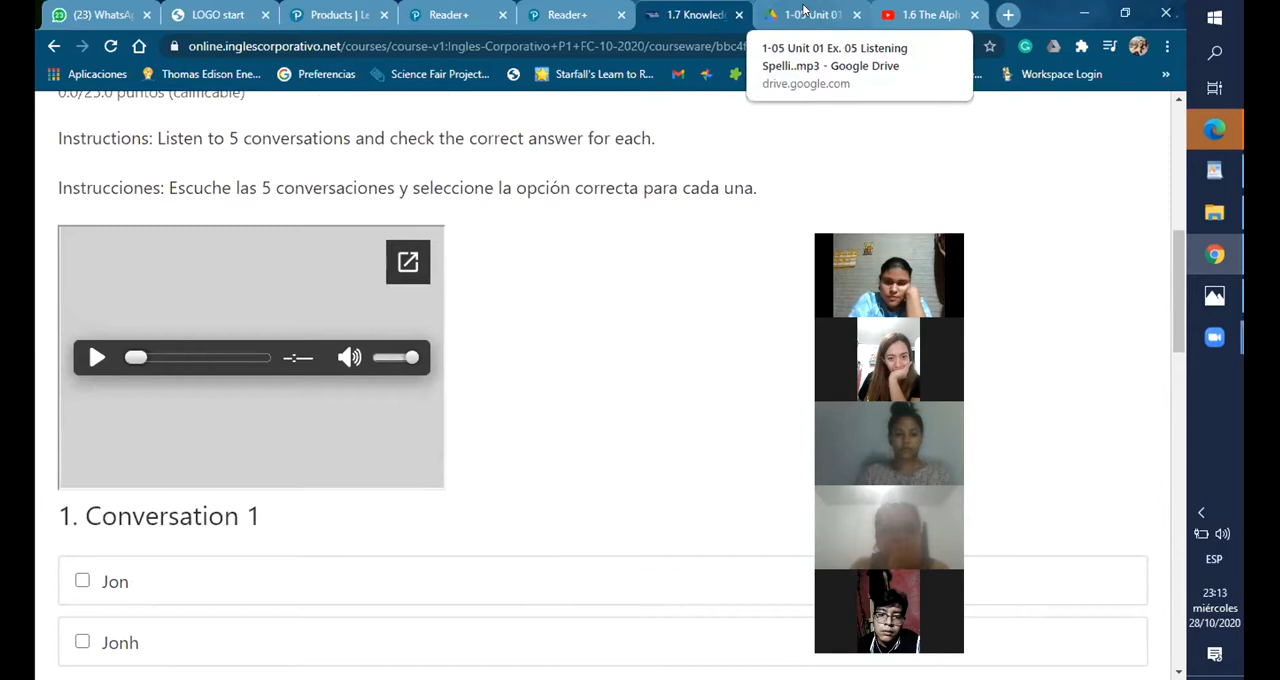 (23) WhatsA
LOGO start
Products | Le
Reader+
Reader+
1.7 Knowled
1-05 Unit 01
1.6 The Alph
online.inglescorporativo.net/courses/course-v1:Ingles-Corporativo+P1+FC-10-2020/courseware/bbc4f
Aplicaciones
Thomas Edison Ene...
Preferencias
Science Fair Project...
Starfall's Learn to R...
Workspace Login
»
1-05 Unit 01 Ex. 05 Listening
Spelli..mp3 - Google Drive
drive.google.com
0.0/25.0 puntos (calificable)
Instructions: Listen to 5 conversations and check the correct answer for each.
Instrucciones: Escuche las 5 conversaciones y seleccione la opción correcta para cada una.
-:--
1. Conversation 1
Jon
Jonh
ESP
23:13
miércoles
28/10/2020